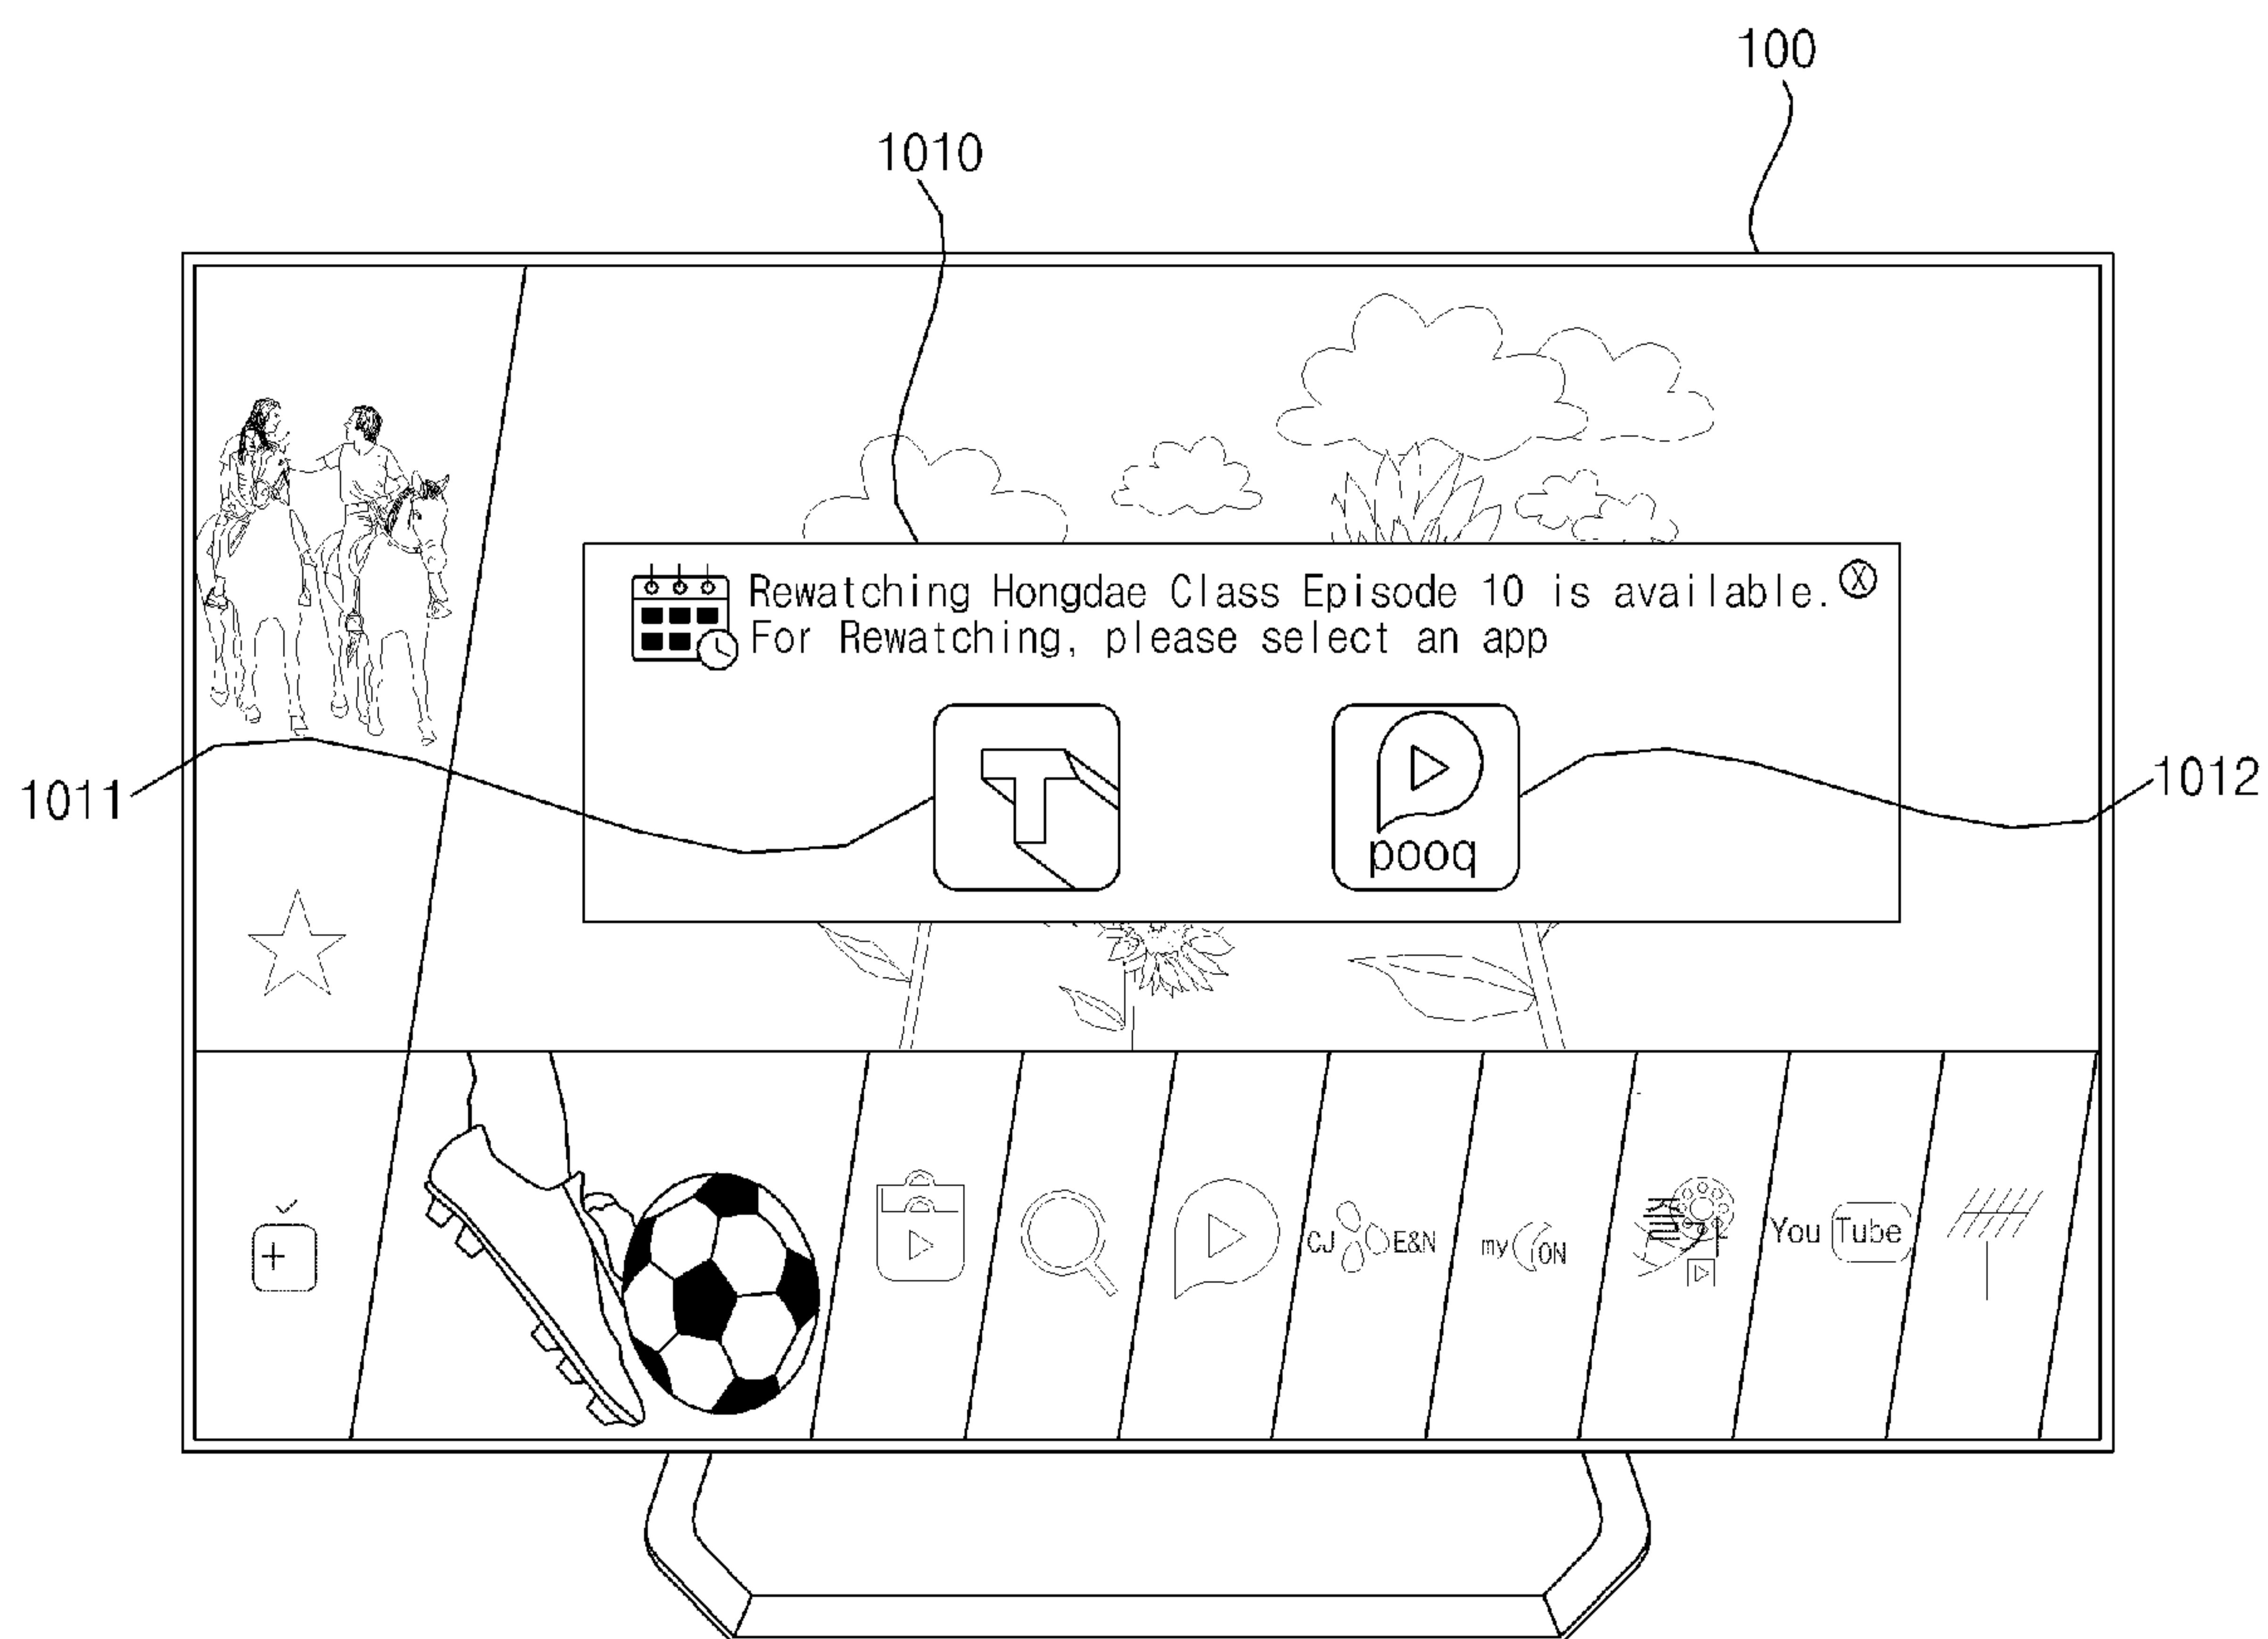 100
1010
Rewatching Hongdae Class Episode 10 is available. X
For Rewatching, please select an app
T
1011
1012
pooq
CJ E&N
my ON
You Tube